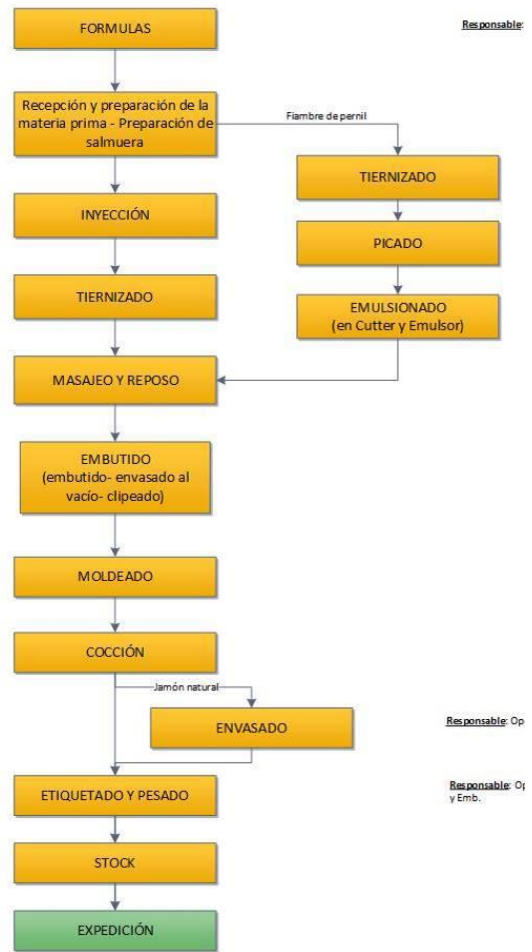 FORMULAS
Responsable:
Recepción y preparación de la
materia prima - Preparación de
salmuera
Fiambre de pernil
TIERNIZADO
INYECCIÓN
PICADO
TIERNIZADO
EMULSIONADO
(en Cutter y Emulsor)
MASAJEO Y REPOSO
EMBUTIDO
(embutido- envasado al
vacío- clipeado)
MOLDEADO
COCCIÓN
Jamón natural
ENVASADO
Responsable: Op
ETIQUETADO Y PESADO
Responsable: Op
y Emb.
STOCK
EXPEDICIÓN